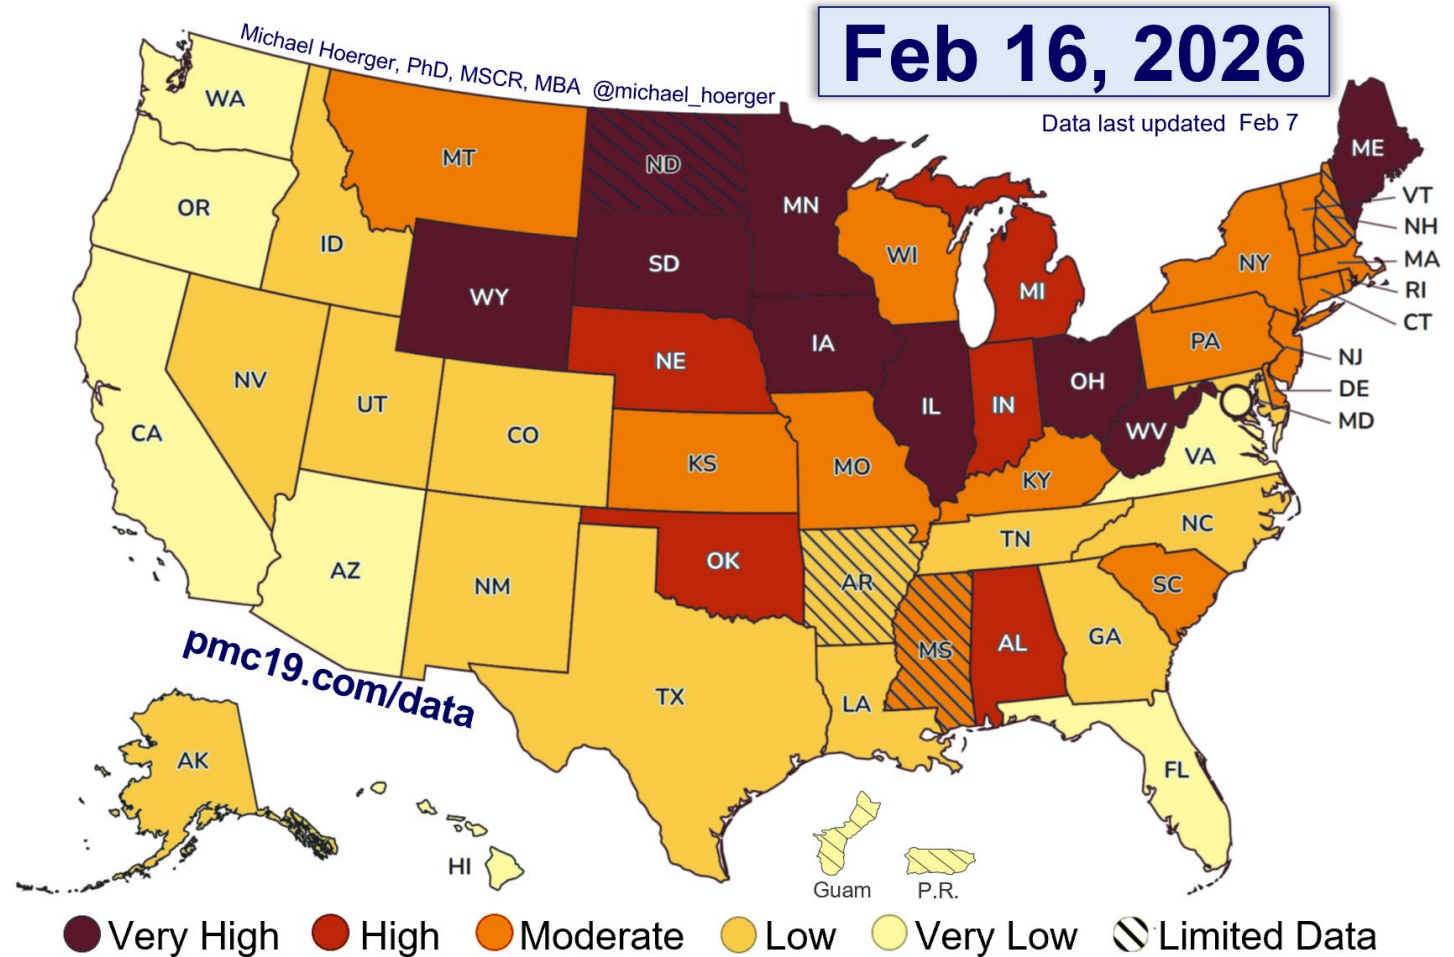 Feb 16, 2026
Michael Hoerger, PhD, MSCR, MBA @michael_hoerger
Data last updated Feb 7
WA
MT
ND
MN
ME
VT
NH
MA
RI
CT
OR
ID
WY
SD
WI
MI
NY
NV
UT
CO
NE
IA
IL
IN
OH
PA
NJ
DE
MD
CA
KS
MO
KY
WV
VA
AZ
NM
OK
AR
TN
NC
TX
LA
MS
AL
GA
SC
FL
pmc19.com/data
AK
HI
Guam
P.R.
Very High
High
Moderate
Low
Very Low
Limited Data